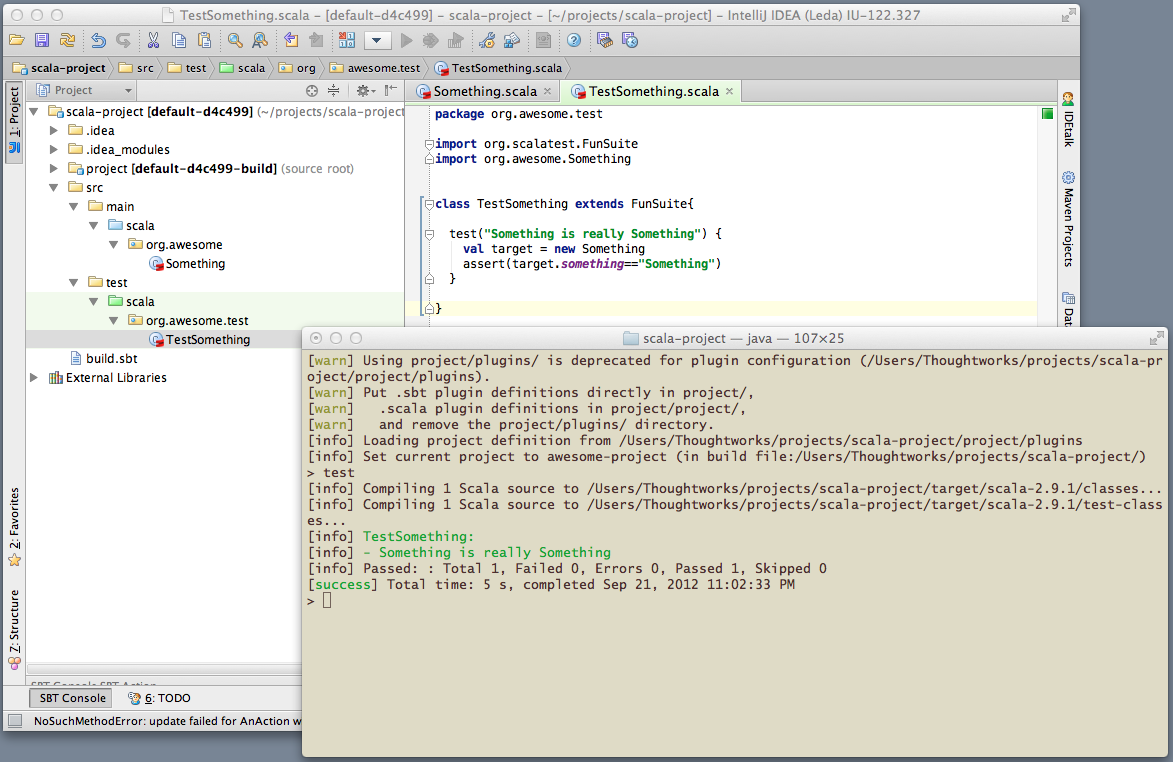 TestSomething.scala – [default-d4c499] – scala-project – [~/projects/scala-project] – IntelliJ IDEA (Leda) IU-122.327
scala-project src test scala org awesome.test TestSomething.scala
1: Project
Project
Something.scala TestSomething.scala
scala-project [default-d4c499] (~/projects/scala-project
.idea
.idea_modules
project [default-d4c499-build] (source root)
src
main
scala
org.awesome
Something
test
scala
org.awesome.test
TestSomething
build.sbt
External Libraries
package org.awesome.test
import org.scalatest.FunSuite
import org.awesome.Something
class TestSomething extends FunSuite{
test("Something is really Something") {
val target = new Something
assert(target.something=="Something")
}
}
IDEtalk
Maven Projects
Data
2: Favorites
7: Structure
scala-project — java — 107×25
[warn] Using project/plugins/ is deprecated for plugin configuration (/Users/Thoughtworks/projects/scala-pr
oject/project/plugins).
[warn] Put .sbt plugin definitions directly in project/,
[warn]   .scala plugin definitions in project/project/,
[warn]   and remove the project/plugins/ directory.
[info] Loading project definition from /Users/Thoughtworks/projects/scala-project/project/plugins
[info] Set current project to awesome-project (in build file:/Users/Thoughtworks/projects/scala-project/)
> test
[info] Compiling 1 Scala source to /Users/Thoughtworks/projects/scala-project/target/scala-2.9.1/classes...
[info] Compiling 1 Scala source to /Users/Thoughtworks/projects/scala-project/target/scala-2.9.1/test-class
es...
[info] TestSomething:
[info] - Something is really Something
[info] Passed: : Total 1, Failed 0, Errors 0, Passed 1, Skipped 0
[success] Total time: 5 s, completed Sep 21, 2012 11:02:33 PM
>
SBT Console SBT Action
SBT Console 6: TODO
NoSuchMethodError: update failed for AnAction w